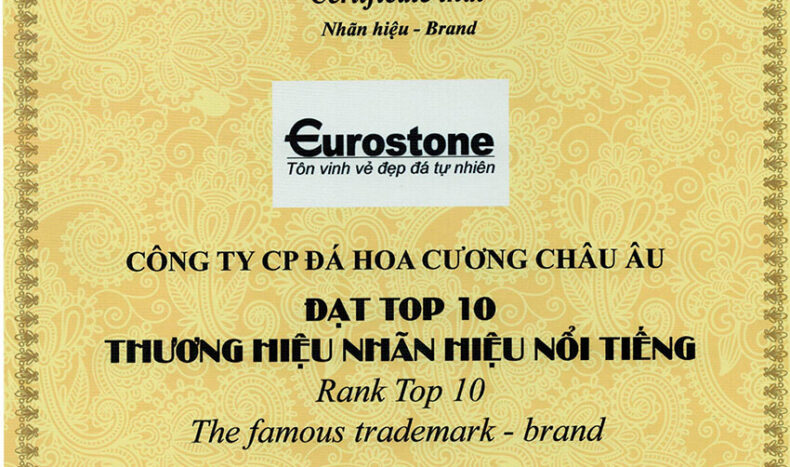 Certificate that
Nhãn hiệu - Brand
Eurostone
Tôn vinh vẻ đẹp đá tự nhiên
CÔNG TY CP ĐÁ HOA CƯƠNG CHÂU ÂU
ĐẠT TOP 10
THƯƠNG HIỆU NHÃN HIỆU NỔI TIẾNG
Rank Top 10
The famous trademark - brand